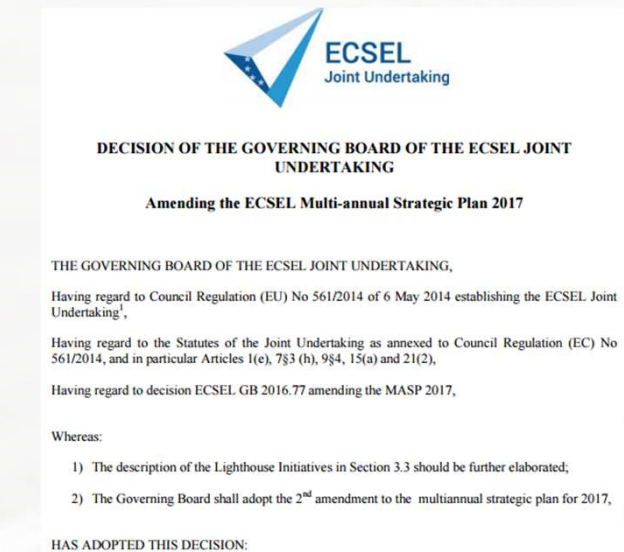 ECSEL
Joint Undertaking
DECISION OF THE GOVERNING BOARD OF THE ECSEL JOINT
UNDERTAKING
Amending the ECSEL Multi-annual Strategic Plan 2017
THE GOVERNING BOARD OF THE ECSEL JOINT UNDERTAKING,
Having regard to Council Regulation (EU) No 561/2014 of 6 May 2014 establishing the ECSEL Joint
Undertaking¹,
Having regard to the Statutes of the Joint Undertaking as annexed to Council Regulation (EC) No
561/2014, and in particular Articles 1(e), 7§3 (h), 9§4, 15(a) and 21(2),
Having regard to decision ECSEL GB 2016.77 amending the MASP 2017,
Whereas:
1) The description of the Lighthouse Initiatives in Section 3.3 should be further elaborated;
2) The Governing Board shall adopt the 2nd amendment to the multiannual strategic plan for 2017,
HAS ADOPTED THIS DECISION: